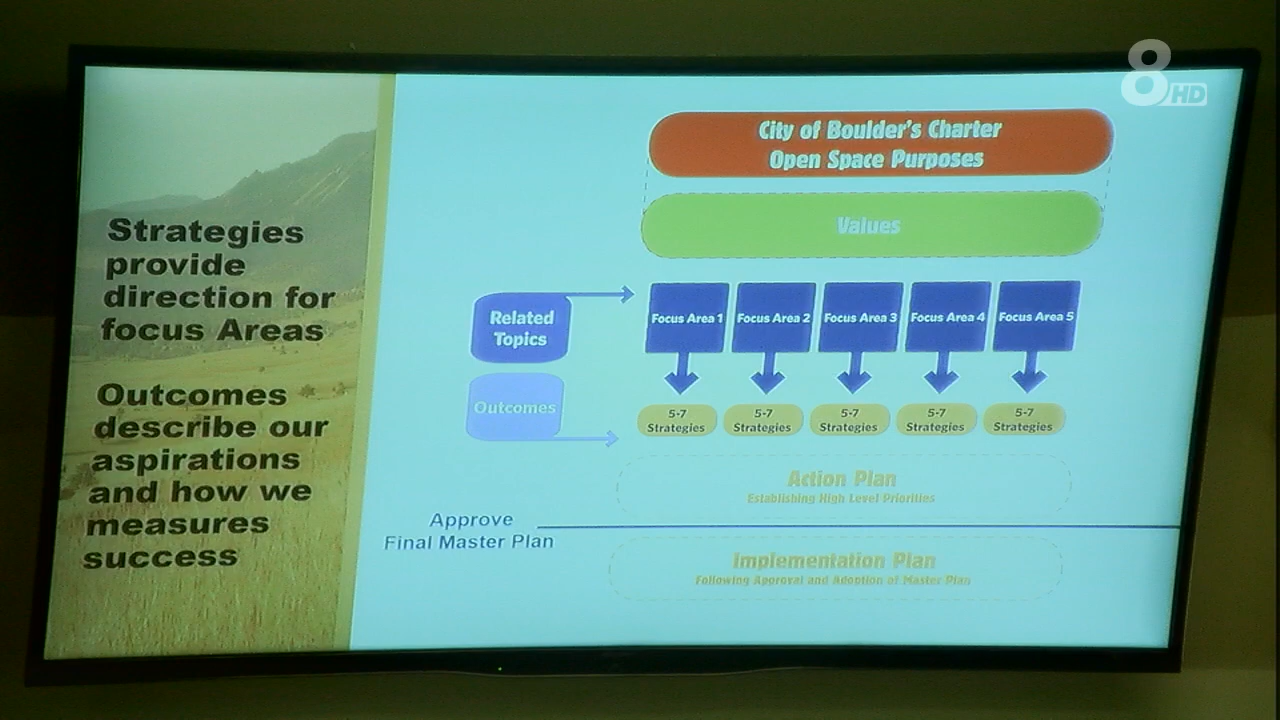 8
HD
Strategies
provide
direction for
focus Areas
Outcomes
describe our
aspirations
and how we
measures
success
City of Boulder's Charter
Open Space Purposes
Values
Related
Topics
Focus Area 1
Focus Area 2
Focus Area 3
Focus Area 4
Focus Area 5
Outcomes
5-7
Strategies
5-7
Strategies
5-7
Strategies
5-7
Strategies
5-7
Strategies
Action Plan
Establishing High Level Priorities
Approve
Final Master Plan
Implementation Plan
Following Approval and Adoption of Master Plan